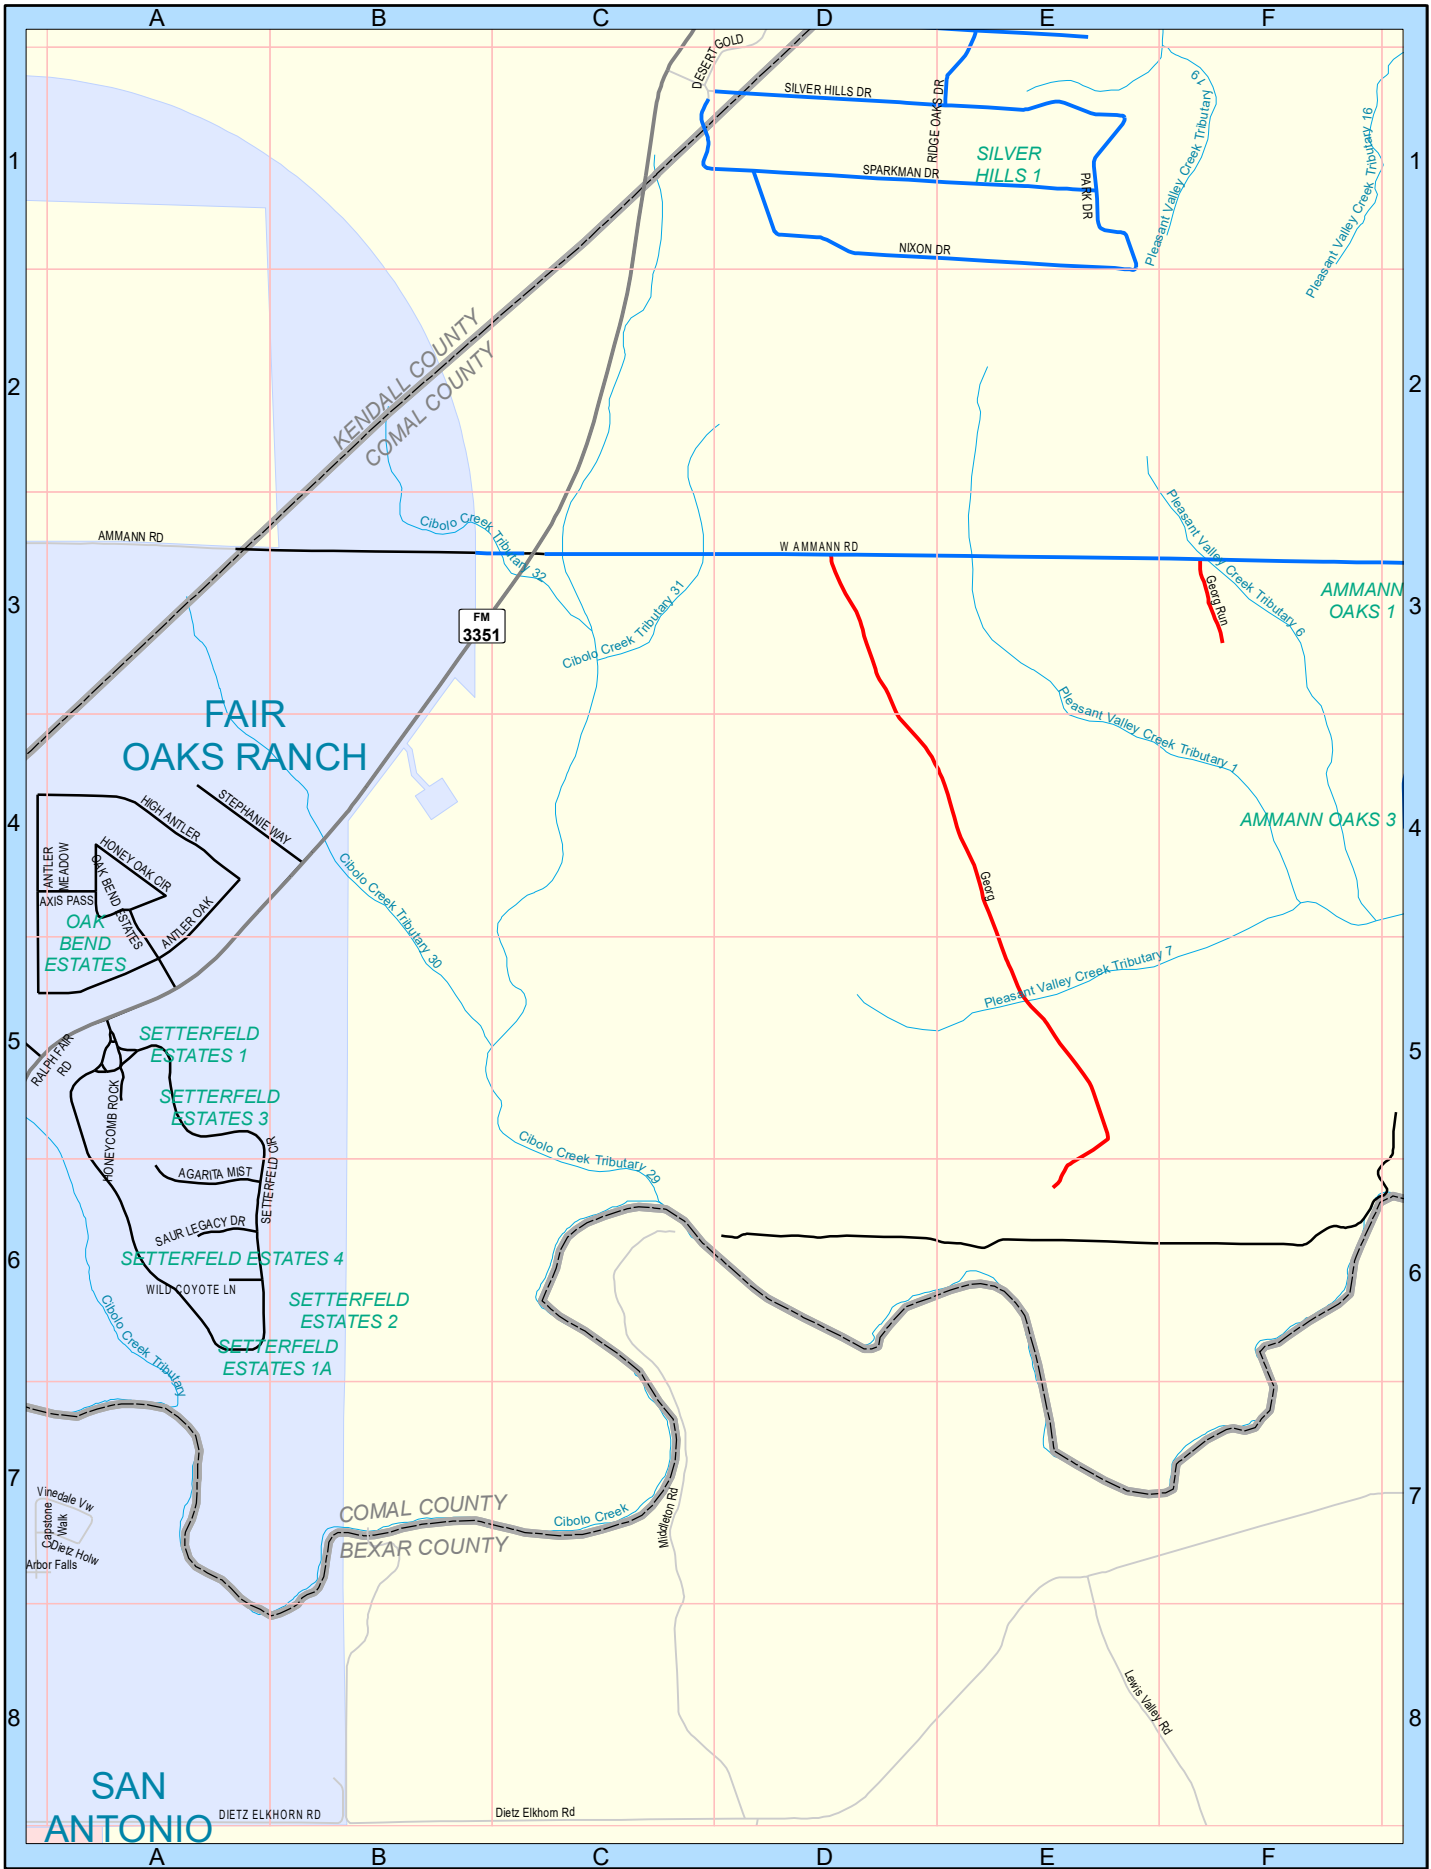 A B C D E F
DESERT GOLD
SILVER HILLS DR
RIDGE OAKS DR
Pleasant Valley Creek Tributary 19
Pleasant Valley Creek Tributary 16
1
SILVER
HILLS 1
1
SPARKMAN DR
PARK DR
NIXON DR
KENDALL COUNTY
COMAL COUNTY
2
2
AMMANN RD
Cibolo Creek Tributary 32
W AMMANN RD
Pleasant Valley Creek Tributary 6
Georg Run
Cibolo Creek Tributary 31
FM
3351
3
AMMANN
OAKS 1
3
FAIR
OAKS RANCH
Pleasant Valley Creek Tributary 1
STEPHANIE WAY
HIGH ANTLER
4
AMMANN OAKS 3
4
ANTLER
MEADOW
HONEY OAK CIR
OAK BEND ESTATES
AXIS PASS
ANTLER OAK
OAK
BEND
ESTATES
Cibolo Creek Tributary 30
Georg
Pleasant Valley Creek Tributary 7
5
RALPH FAIR
RD
SETTERFELD
ESTATES 1
5
SETTERFELD
ESTATES 3
HONEYCOMB ROCK
AGARITA MIST
SETTERFELD CIR
Cibolo Creek Tributary 29
SAUR LEGACY DR
SETTERFELD ESTATES 4
6
6
WILD COYOTE LN
SETTERFELD
ESTATES 2
Cibolo Creek Tributary
SETTERFELD
ESTATES 1A
7
7
Vinedale Vw
Capstone
Walk
Dietz Holw
Arbor Falls
COMAL COUNTY
BEXAR COUNTY
Cibolo Creek
Middleton Rd
Lewis Valley Rd
8
8
SAN
ANTONIO
DIETZ ELKHORN RD
Dietz Elkhorn Rd
A B C D E F